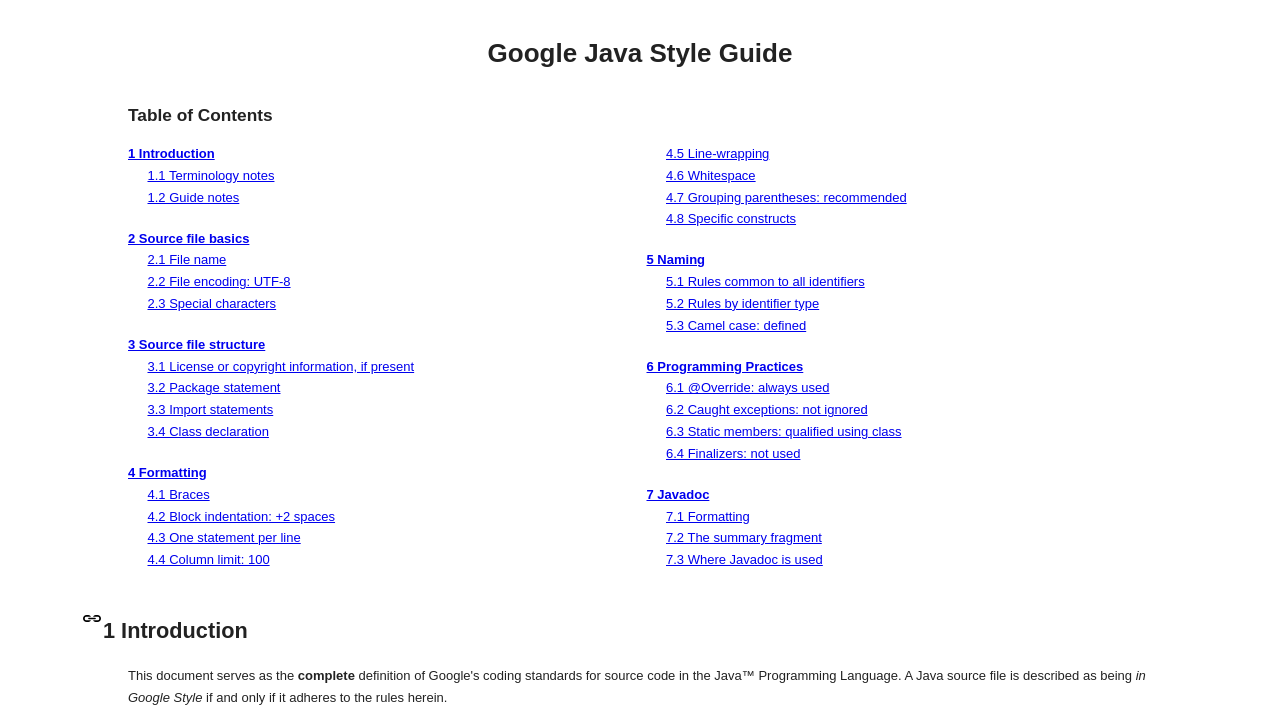 Google Java Style Guide
Table of Contents
1 Introduction
1.1 Terminology notes
1.2 Guide notes
2 Source file basics
2.1 File name
2.2 File encoding: UTF-8
2.3 Special characters
3 Source file structure
3.1 License or copyright information, if present
3.2 Package statement
3.3 Import statements
3.4 Class declaration
4 Formatting
4.1 Braces
4.2 Block indentation: +2 spaces
4.3 One statement per line
4.4 Column limit: 100
4.5 Line-wrapping
4.6 Whitespace
4.7 Grouping parentheses: recommended
4.8 Specific constructs
5 Naming
5.1 Rules common to all identifiers
5.2 Rules by identifier type
5.3 Camel case: defined
6 Programming Practices
6.1 @Override: always used
6.2 Caught exceptions: not ignored
6.3 Static members: qualified using class
6.4 Finalizers: not used
7 Javadoc
7.1 Formatting
7.2 The summary fragment
7.3 Where Javadoc is used
1 Introduction
This document serves as the complete definition of Google's coding standards for source code in the Java™ Programming Language. A Java source file is described as being in
Google Style if and only if it adheres to the rules herein.